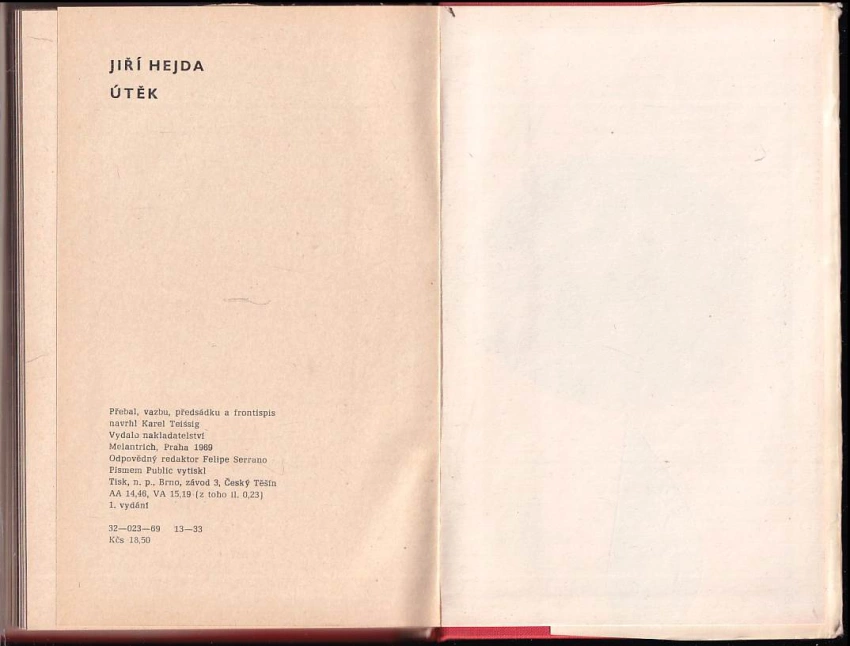 JIŘÍ HEJDA
ÚTĚK
Přebal, vazbu, předsádku a frontispis
navrhl Karel Teissig
Vydalo nakladatelství
Melantrich, Praha 1969
Odpovědný redaktor Felipe Serrano
Písmem Public vytiskl
Tisk, n. p., Brno, závod 3, Český Těšín
AA 14,46, VA 15,19 (z toho il. 0,23)
1. vydání
32—023—69 13—33
Kčs 18,50